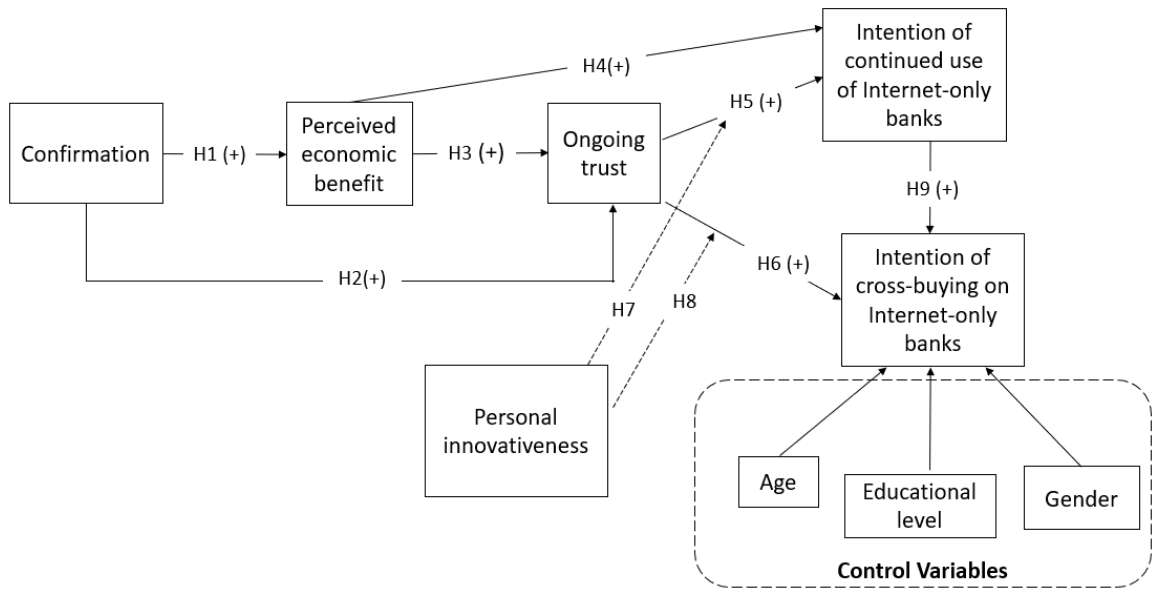 Intention of
continued use
of Internet-only
banks
H4(+)
H5 (+)
Confirmation
H1 (+)
Perceived
economic
benefit
H3 (+)
Ongoing
trust
H9 (+)
H2(+)
H6 (+)
Intention of
cross-buying on
Internet-only
banks
H7
H8
Personal
innovativeness
Age
Educational
level
Gender
Control Variables